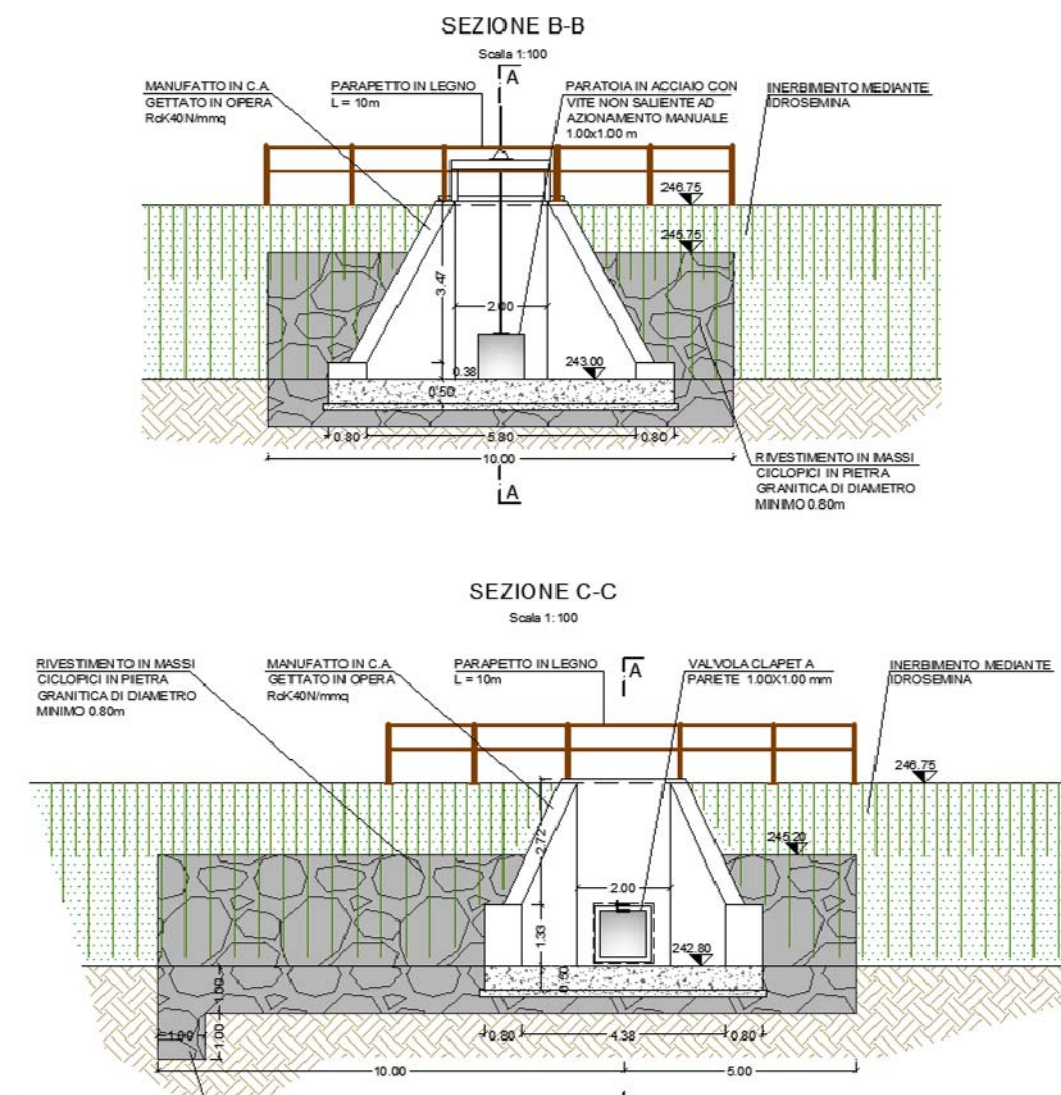 SEZIONE B-B
Scalla 1:100
A
MANUFATTO IN C.A.
GETTATO IN OPERA
RcK40N/mmq
PARAPETTO IN LEGNO
L = 10m
PARATOIA IN ACCIAIO CON
VITE NON SALIENTE AD
AZIONAMENTO MANUALE
1.00x1.00 m
INERBIMENTO MEDIANTE
IDROSEMINA
246.75
245.75
3.47
2.00
0.38
243.00
0.50
0.80
5.80
0.80
10.00
A
RIVESTIMENTO IN MASSI
CICLOPICI IN PIETRA
GRANITICA DI DIAMETRO
MINIMO 0.80m
SEZIONE C-C
Scala 1:100
RIVESTIMENTO IN MASSI
CICLOPICI IN PIETRA
GRANITICA DI DIAMETRO
MINIMO 0.80m
MANUFATTO IN C.A.
GETTATO IN OPERA
RcK40N/mmq
PARAPETTO IN LEGNO
L = 10m
A
VALVOLA CLAPET A
PARIETE 1.00X1.00 mm
INERBIMENTO MEDIANTE
IDROSEMINA
246.75
245.20
2.72
2.00
1.33
242.80
0.50
1.00
1.00
1.00
0.80
4.38
0.80
10.00
5.00